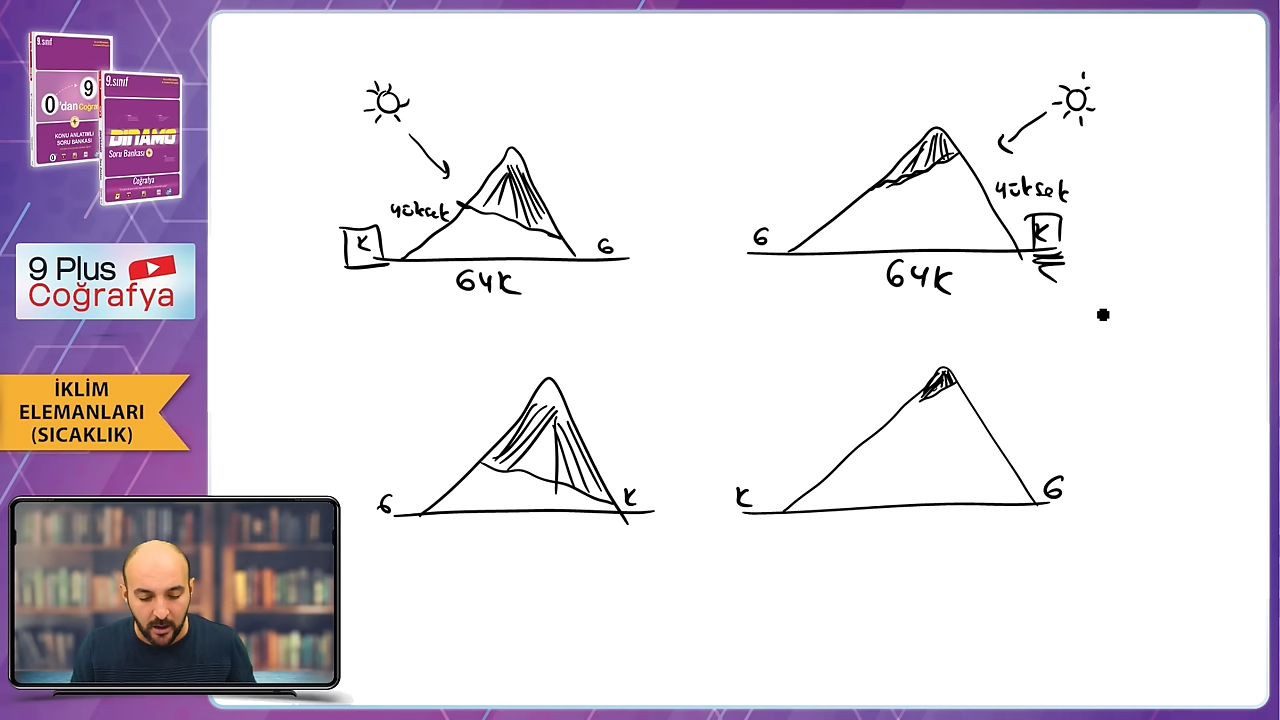 9.sınıf
0'dan 9
Coğrafya
KONU ANLATIMLI
SORU BANKASI
9.sınıf
DİNAMO
Soru Bankası
Coğrafya
9 Plus
Coğrafya
İKLİM
ELEMANLARI
(SICAKLIK)
yüksek
K
G
GYK
G
yüksek
K
GYK
G
K
K
G